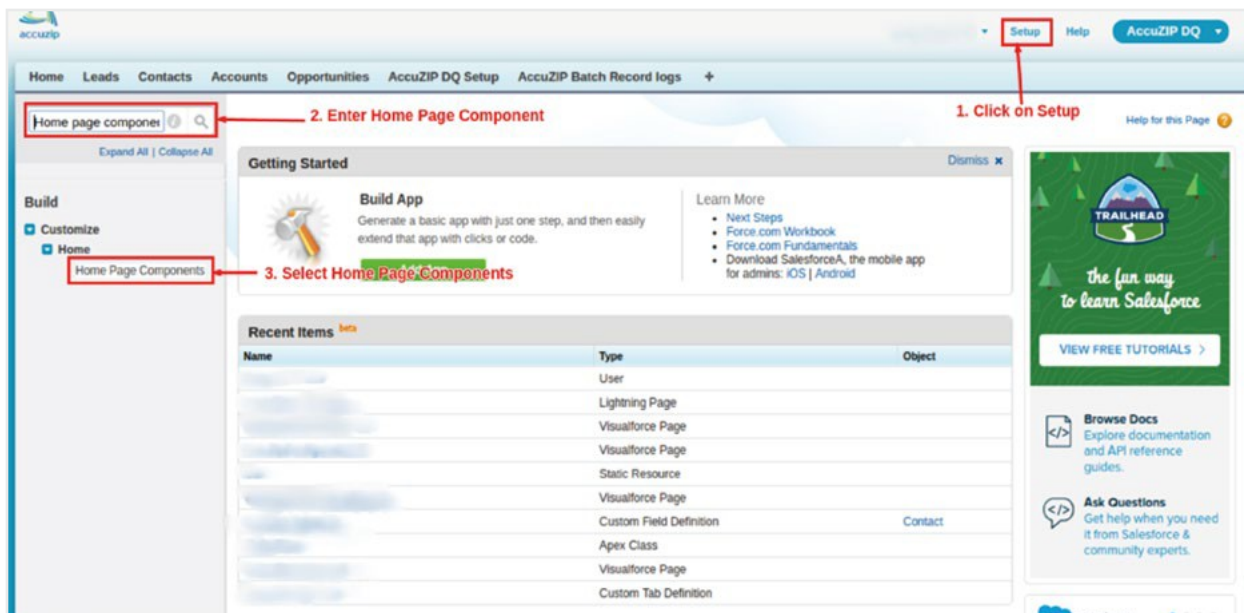 accuzip
Setup Help AccuZIP DQ
Home Leads Contacts Accounts Opportunities AccuZIP DQ Setup AccuZIP Batch Record logs +
Home page componei
2. Enter Home Page Component
1. Click on Setup
Help for this Page
Expand All | Collapse All
Build
Customize
Home
Home Page Components
3. Select Home Page Components
Getting Started
Dismiss x
Build App
Generate a basic app with just one step, and then easily
extend that app with clicks or code.
Learn More
Next Steps
Force.com Workbook
Force.com Fundamentals
Download SalesforceA, the mobile app
for admins: iOS | Android
Recent Items beta
Name Type Object
User
Lightning Page
Visualforce Page
Visualforce Page
Static Resource
Visualforce Page
Custom Field Definition Contact
Apex Class
Visualforce Page
Custom Tab Definition
TRAILHEAD
the fun way
to learn Salesforce
VIEW FREE TUTORIALS >
</>
Browse Docs
Explore documentation
and API reference
guides.
</>
Ask Questions
Get help when you need
it from Salesforce &
community experts.